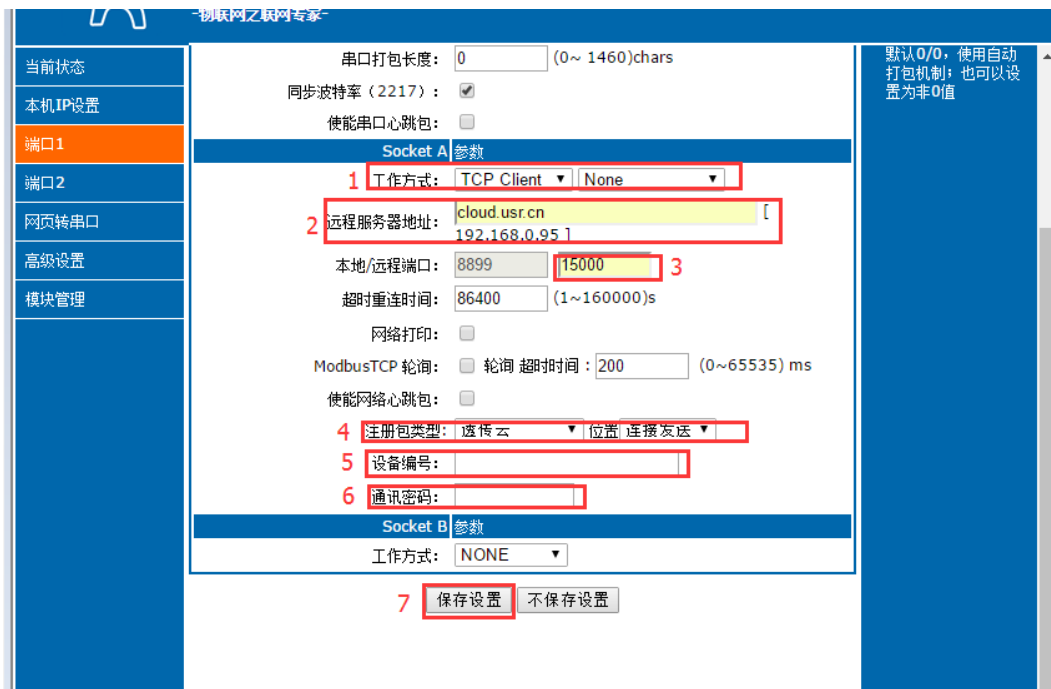 -物联网之联网专家-
当前状态
本机IP设置
端口1
端口2
网页转串口
高级设置
模块管理
串口打包长度: 0 (0~ 1460)chars
同步波特率（2217）:
使能串口心跳包:
Socket A 参数
1 工作方式: TCP Client ▼ None ▼
2 远程服务器地址: cloud.usr.cn [
192.168.0.95 ]
本地/远程端口: 8899 15000 3
超时重连时间: 86400 (1~160000)s
网络打印:
ModbusTCP 轮询: 轮询 超时时间 : 200 (0~65535) ms
使能网络心跳包:
4 注册包类型: 透传云 ▼ 位置 连接发送 ▼
5 设备编号:
6 通讯密码:
Socket B 参数
工作方式: NONE ▼
7 保存设置 不保存设置
默认0/0，使用自动
打包机制；也可以设
置为非0值